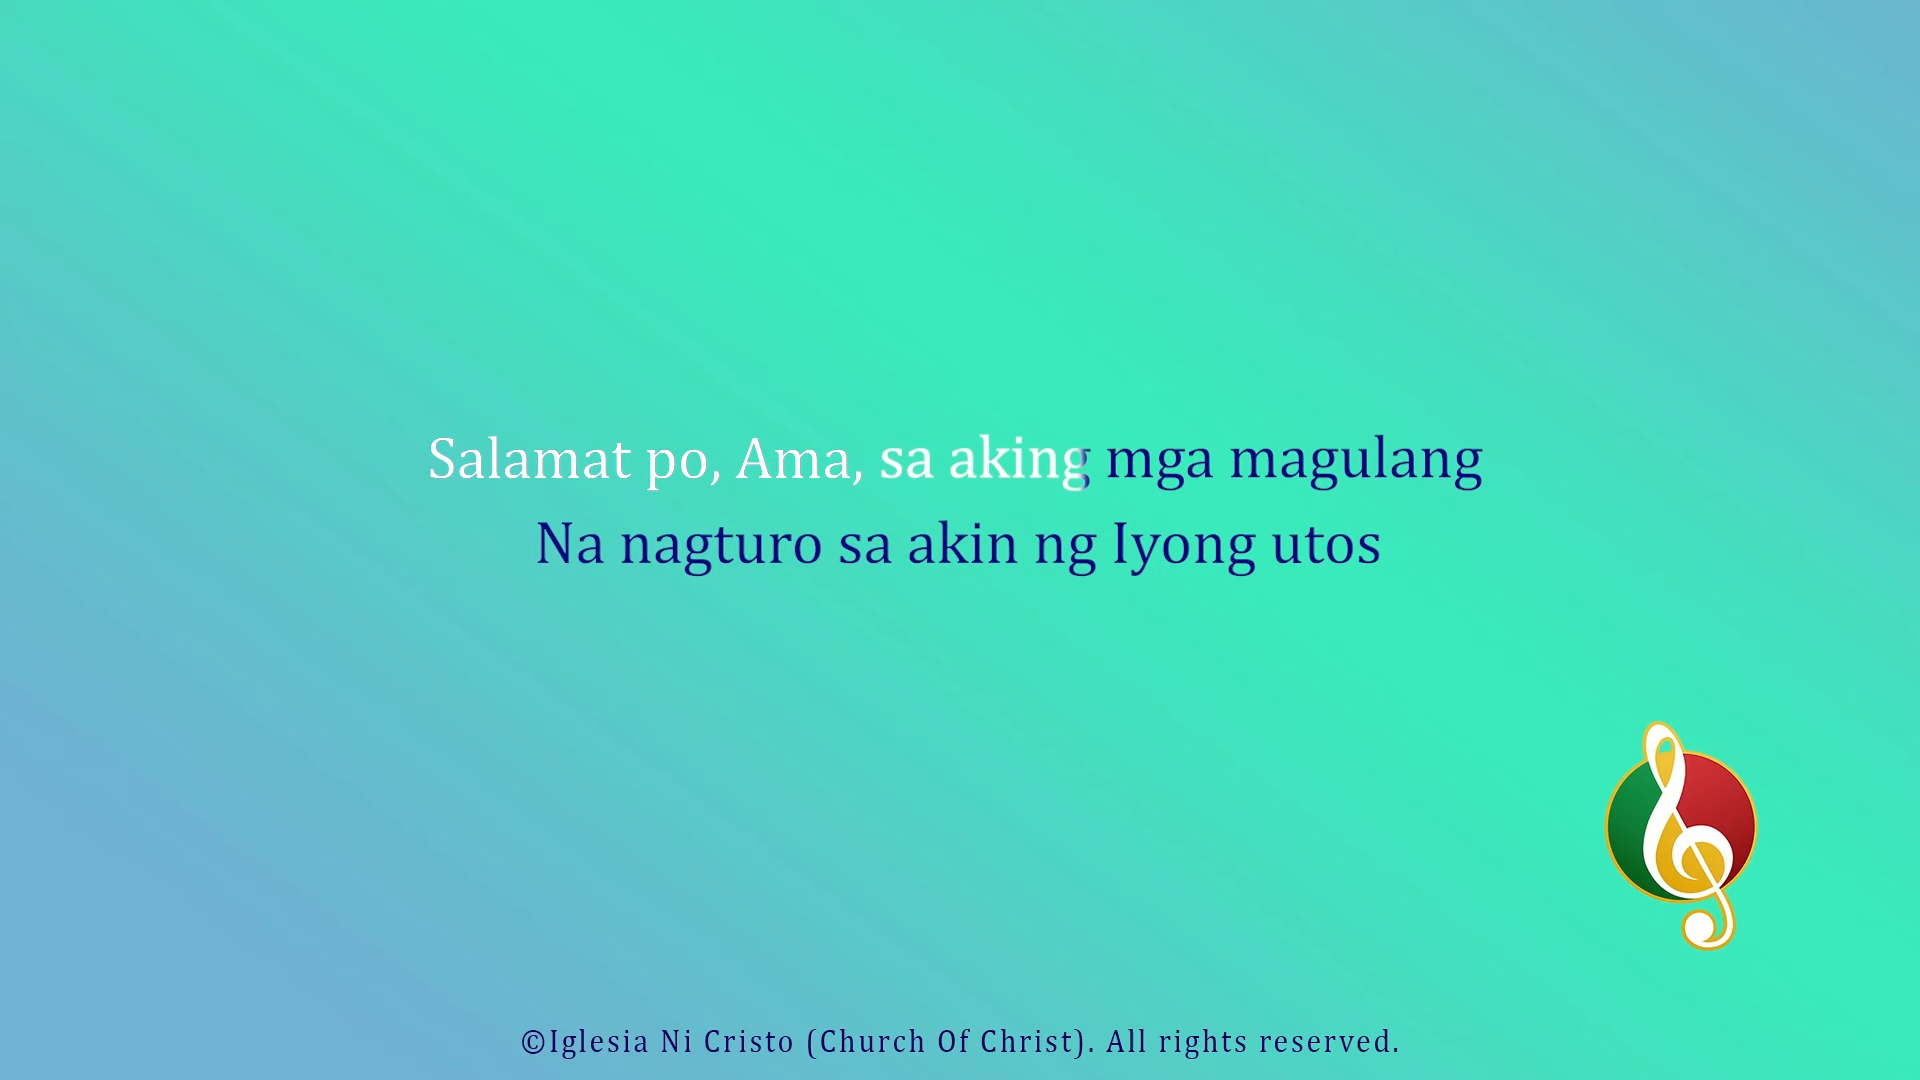 Salamat po, Ama, sa aking mga magulang
Na nagturo sa akin ng Iyong utos
©Iglesia Ni Cristo (Church Of Christ). All rights reserved.